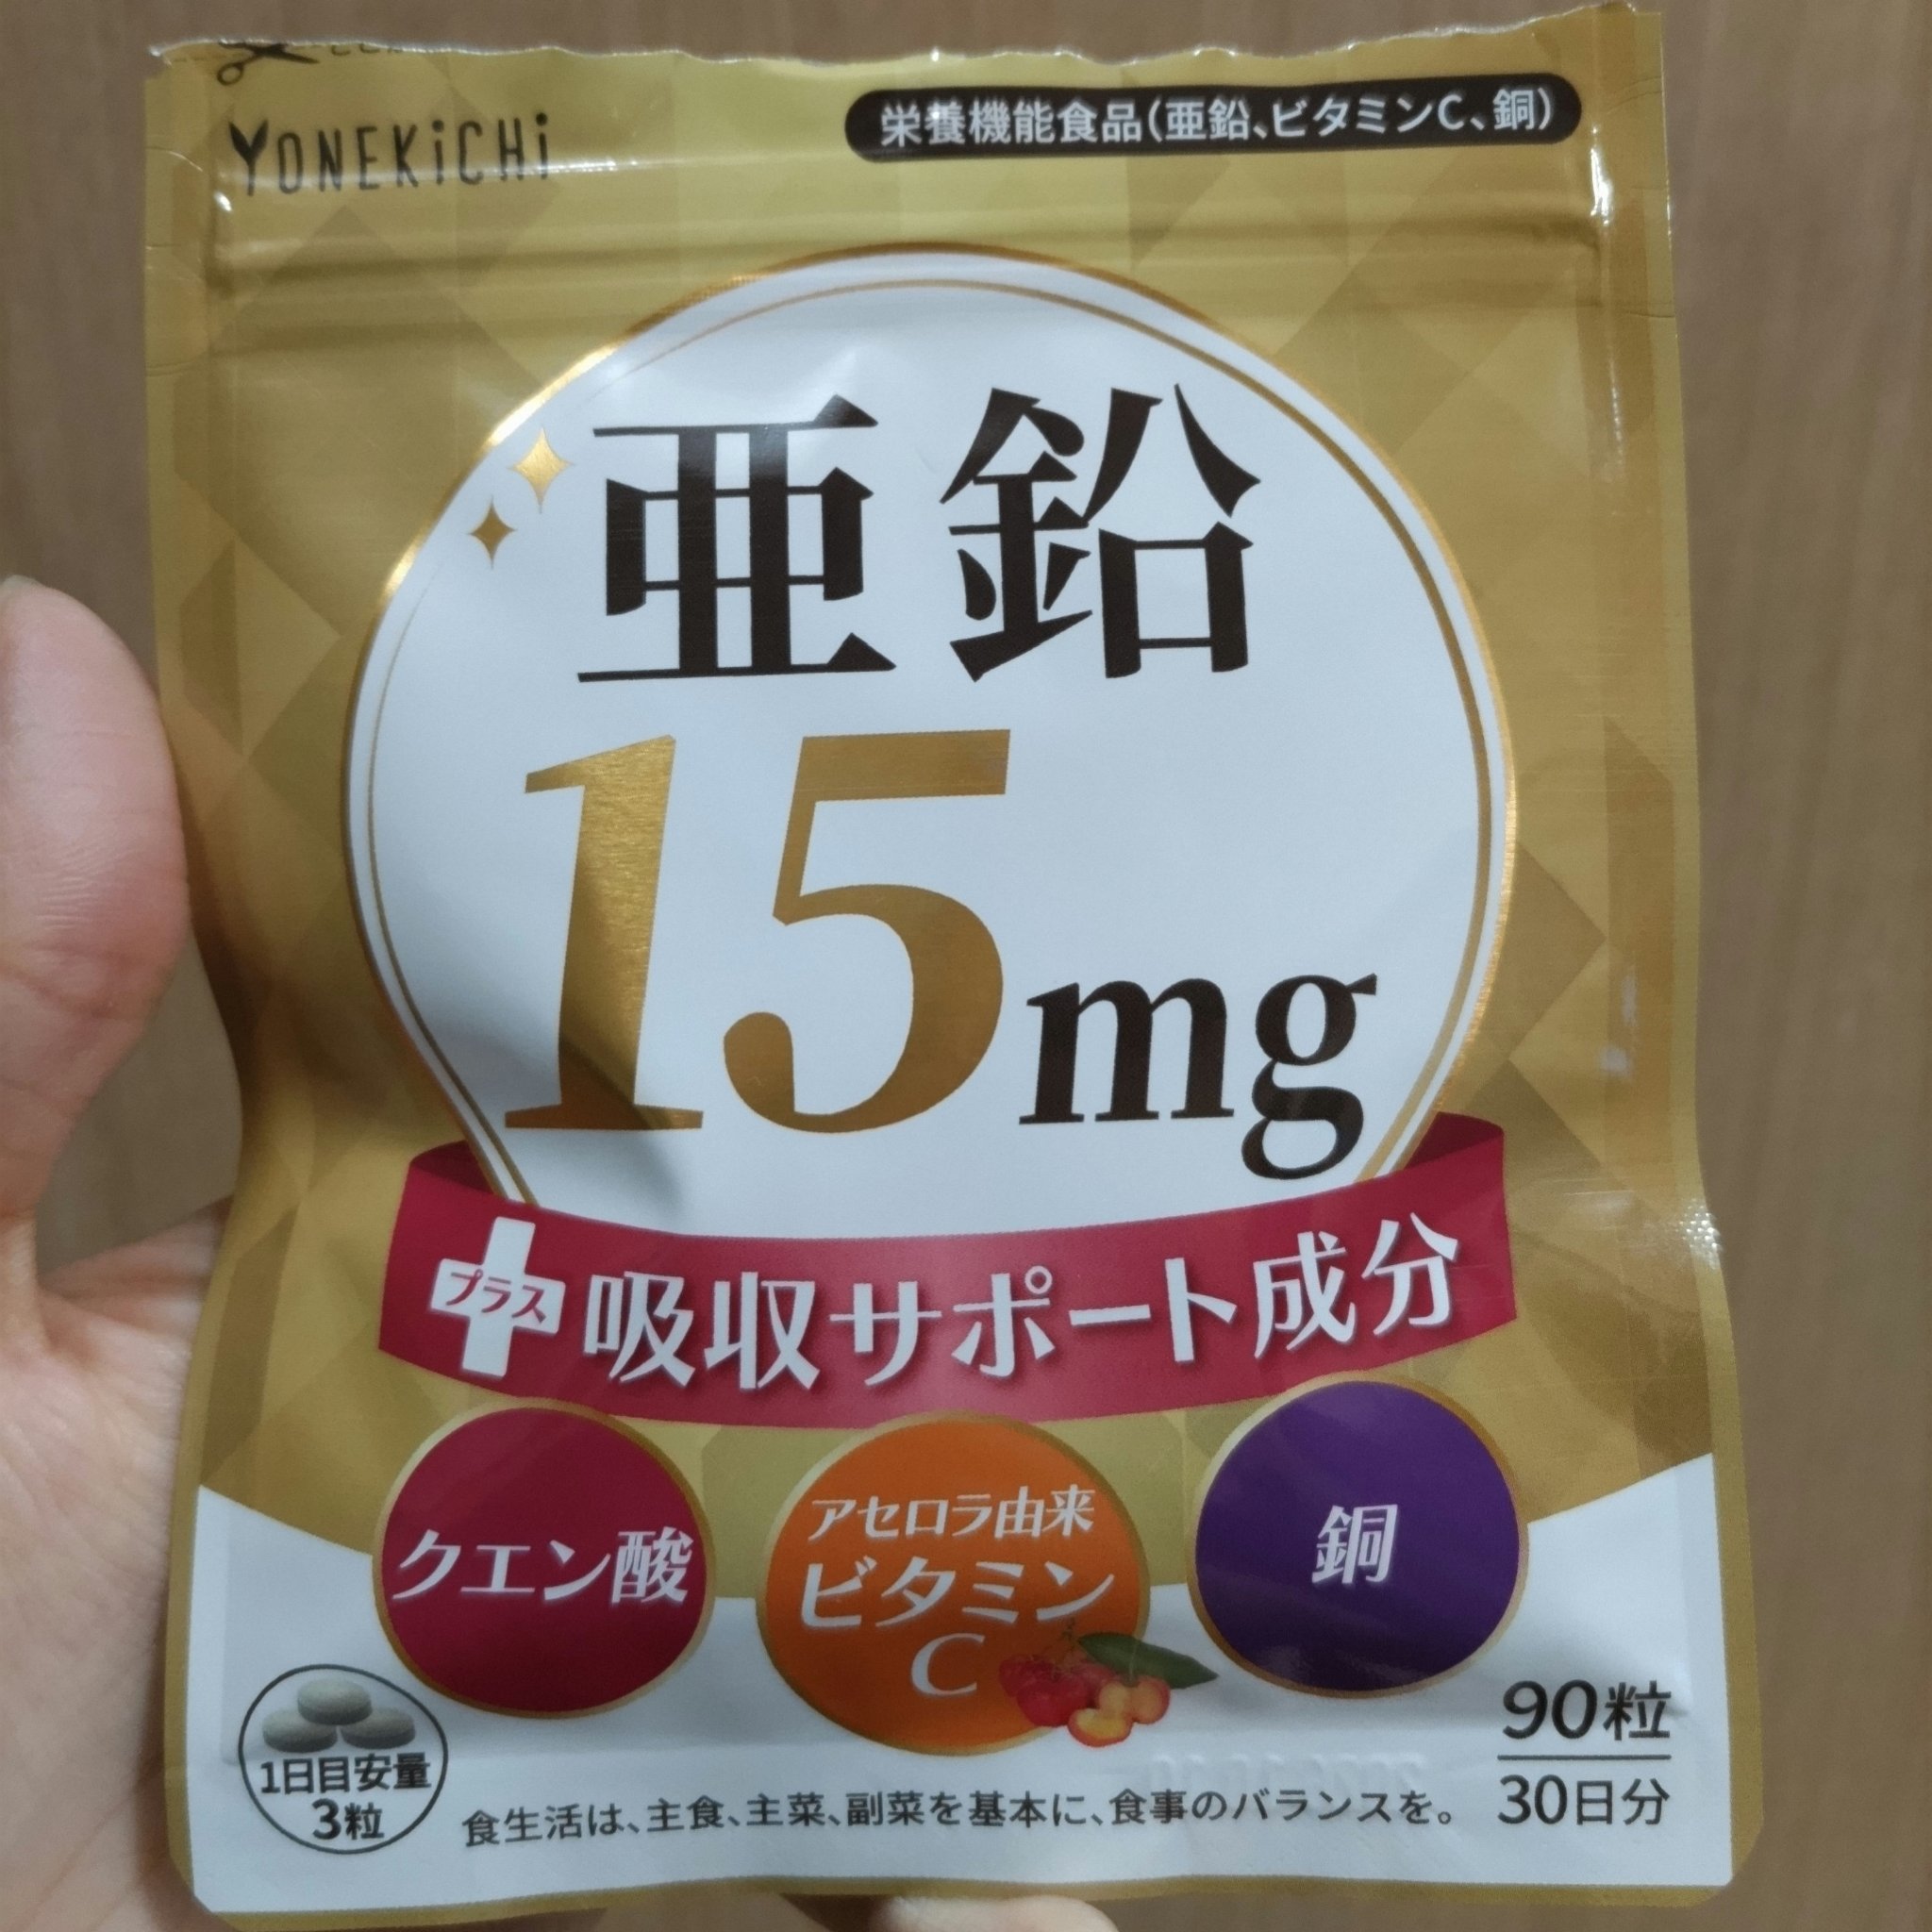 YONEKiCHi
栄養機能食品(亜鉛、ビタミンC、銅)
亜鉛
15mg
プラス
吸収サポート成分
クエン酸
アセロラ由来
ビタミン
C
銅
1日目安量
3粒
食生活は、主食、主菜、副菜を基本に、食事のバランスを。
90粒
30日分